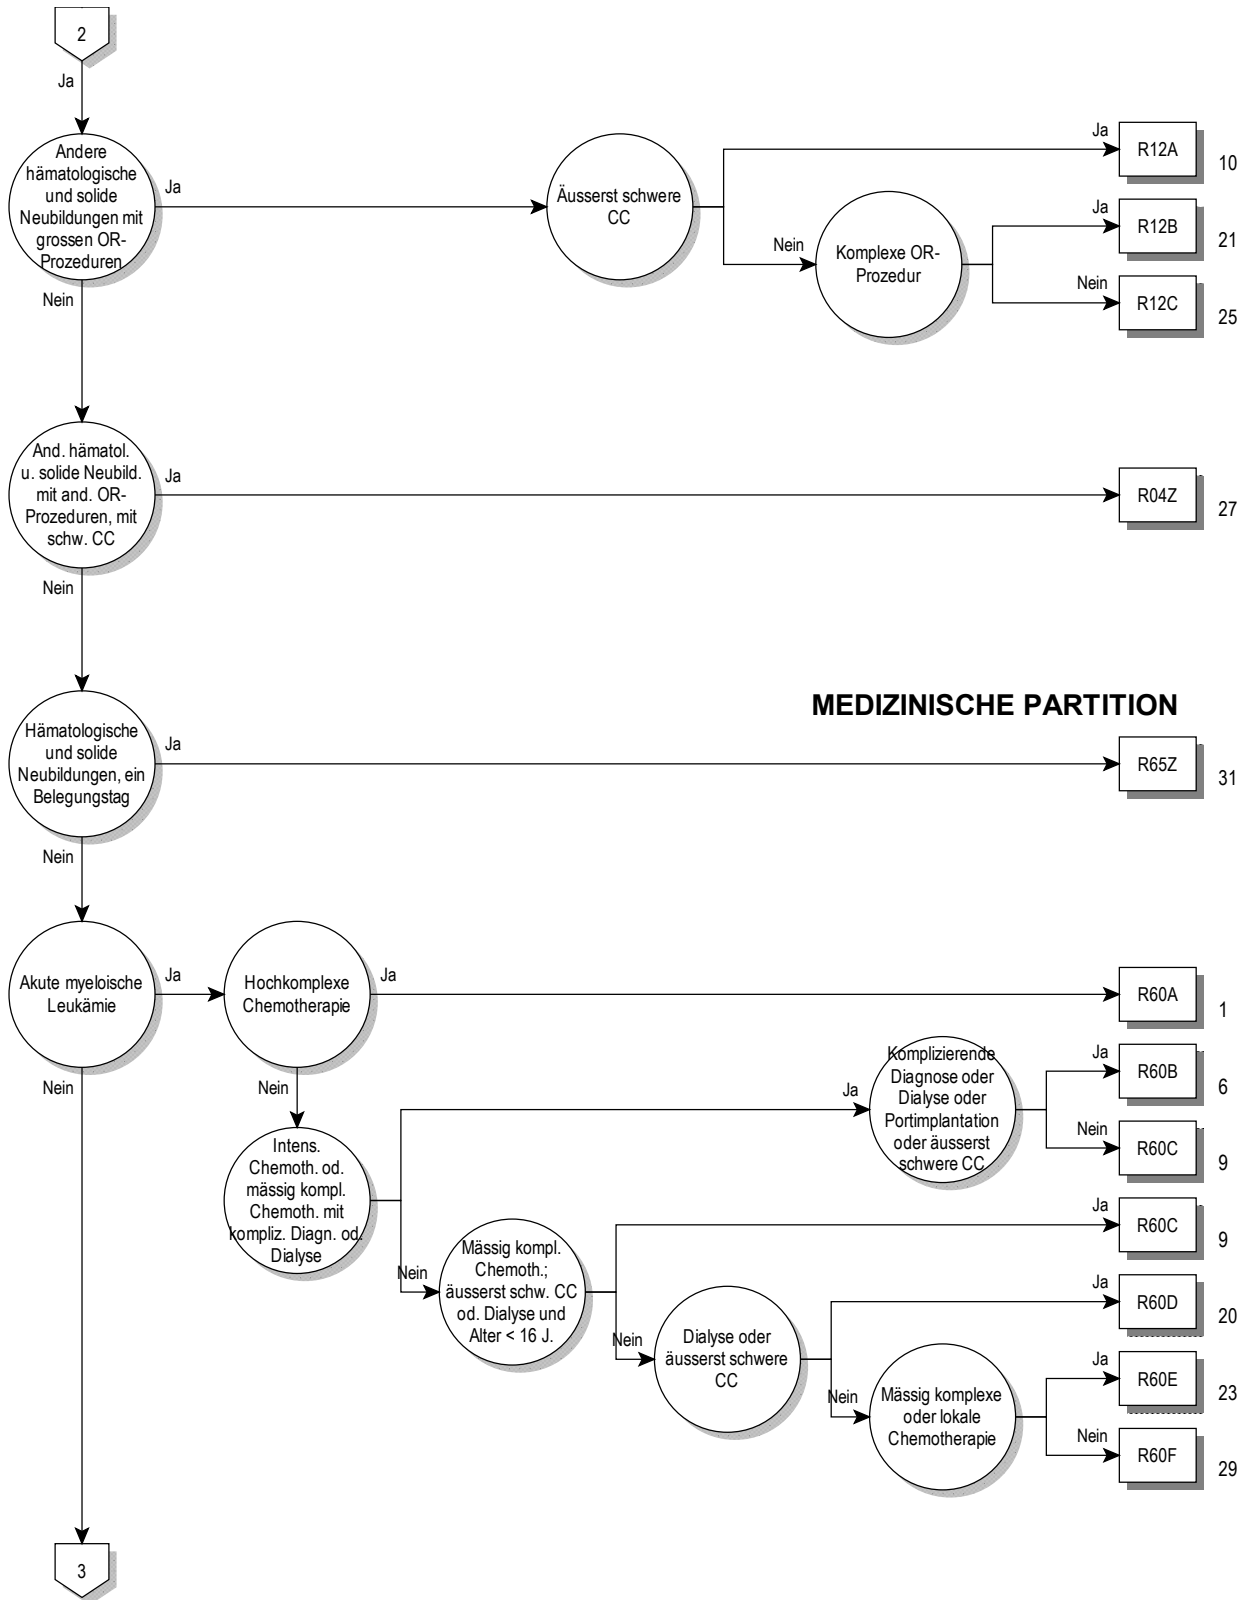 2
Ja
Andere
hämatologische
und solide
Neubildungen mit
grossen OR-
Prozeduren
Ja
Äusserst schwere
CC
Ja
R12A
10
Nein
Komplexe OR-
Prozedur
Ja
R12B
21
Nein
R12C
25
Nein
And. hämatol.
u. solide Neubild.
mit and. OR-
Prozeduren, mit
schw. CC
Ja
R04Z
27
Nein
MEDIZINISCHE PARTITION
Hämatologische
und solide
Neubildungen, ein
Belegungstag
Ja
R65Z
31
Nein
Akute myeloische
Leukämie
Ja
Hochkomplexe
Chemotherapie
Ja
R60A
1
Nein
Nein
Intens.
Chemoth. od.
mässig kompl.
Chemoth. mit
kompliz. Diagn. od.
Dialyse
Ja
Komplizierende
Diagnose oder
Dialyse oder
Portimplantation
oder äusserst
schwere CC
Ja
R60B
6
Nein
R60C
9
Nein
Mässig kompl.
Chemoth.;
äusserst schw. CC
od. Dialyse und
Alter < 16 J.
Ja
R60C
9
Nein
Dialyse oder
äusserst schwere
CC
Ja
R60D
20
Nein
Mässig komplexe
oder lokale
Chemotherapie
Ja
R60E
23
Nein
R60F
29
3